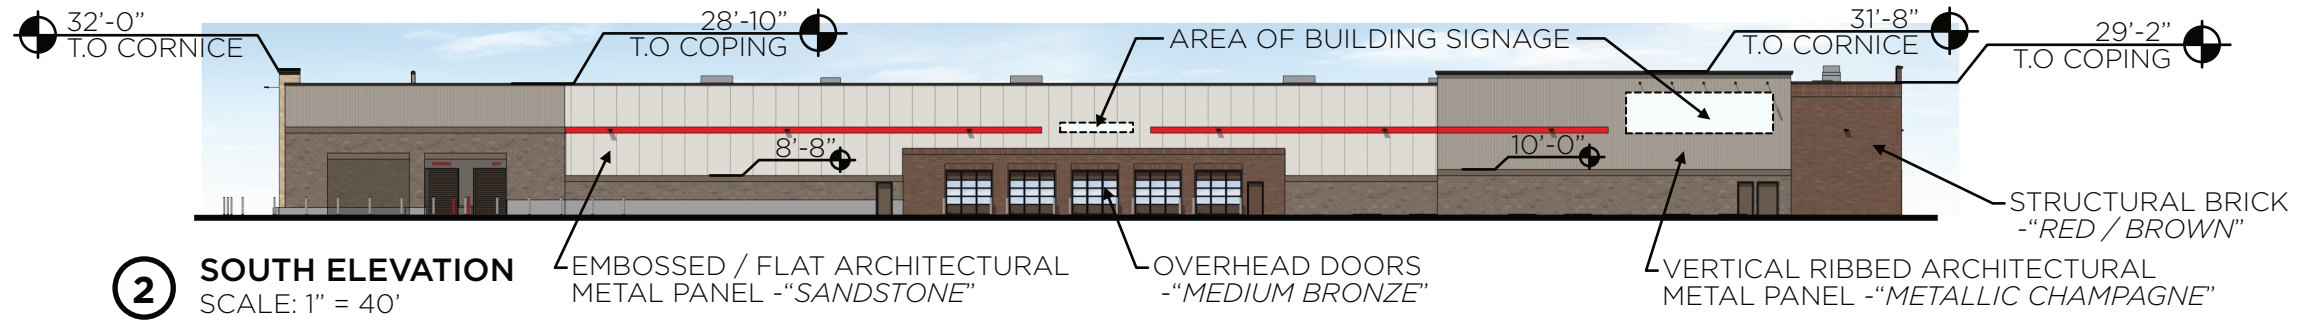 32’-0”
T.O CORNICE
28’-10”
T.O COPING
AREA OF BUILDING SIGNAGE
31’-8”
T.O CORNICE
29’-2”
T.O COPING
8’-8”
10’-0”
STRUCTURAL BRICK
-“RED / BROWN”
2
SOUTH ELEVATION
SCALE: 1” = 40’
EMBOSSED / FLAT ARCHITECTURAL
METAL PANEL -“SANDSTONE”
OVERHEAD DOORS
-“MEDIUM BRONZE”
VERTICAL RIBBED ARCHITECTURAL
METAL PANEL -“METALLIC CHAMPAGNE”